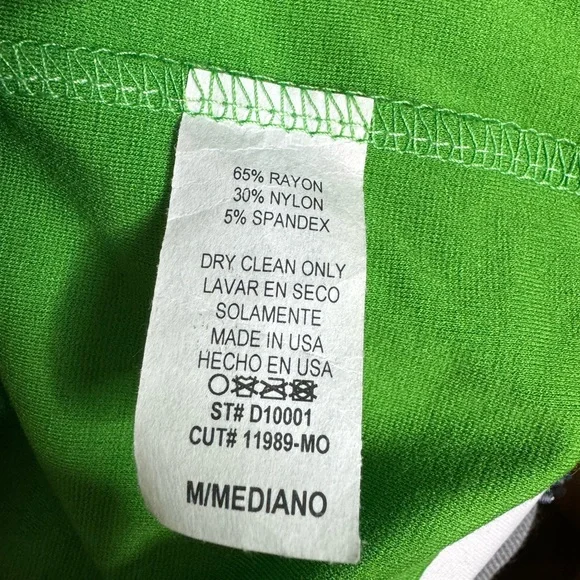 65% RAYON
30% NYLON
5% SPANDEX
DRY CLEAN ONLY
LAVAR EN SECO
SOLAMENTE
MADE IN USA
HECHO EN USA
ST# D10001
CUT# 11989-MO
M/MEDIANO